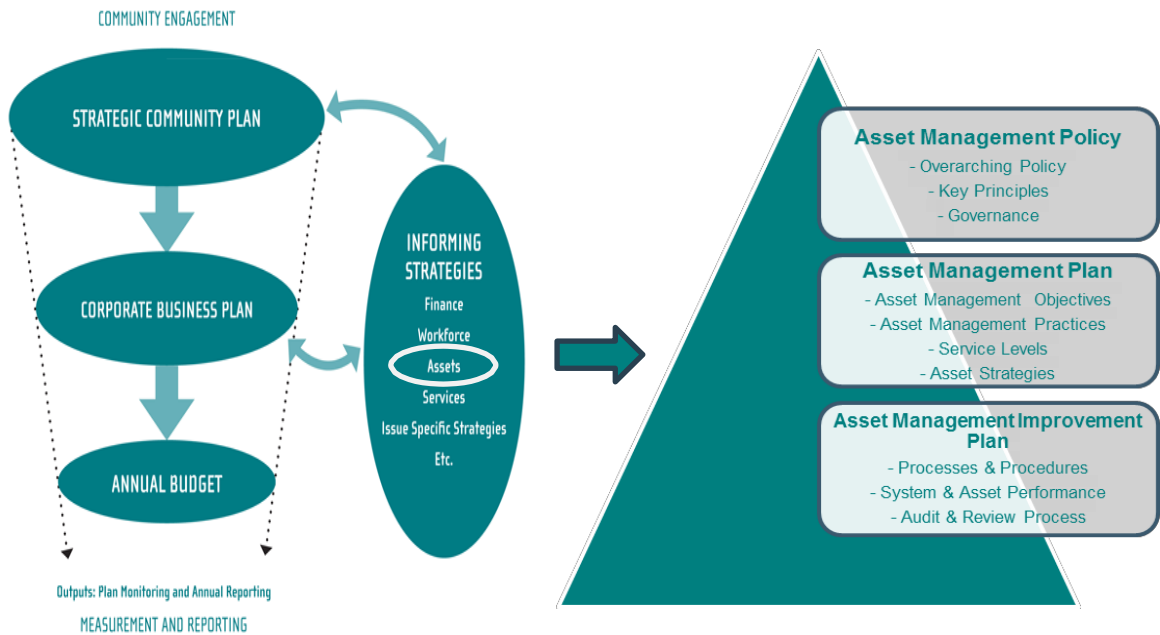 COMMUNITY ENGAGEMENT
STRATEGIC COMMUNITY PLAN
CORPORATE BUSINESS PLAN
ANNUAL BUDGET
Outputs: Plan Monitoring and Annual Reporting
MEASUREMENT AND REPORTING
INFORMING
STRATEGIES
Finance
Workforce
Assets
Services
Issue Specific Strategies
Etc.
Asset Management Policy
- Overarching Policy
- Key Principles
- Governance
Asset Management Plan
- Asset Management Objectives
- Asset Management Practices
- Service Levels
- Asset Strategies
Asset Management Improvement
Plan
- Processes & Procedures
- System & Asset Performance
- Audit & Review Process